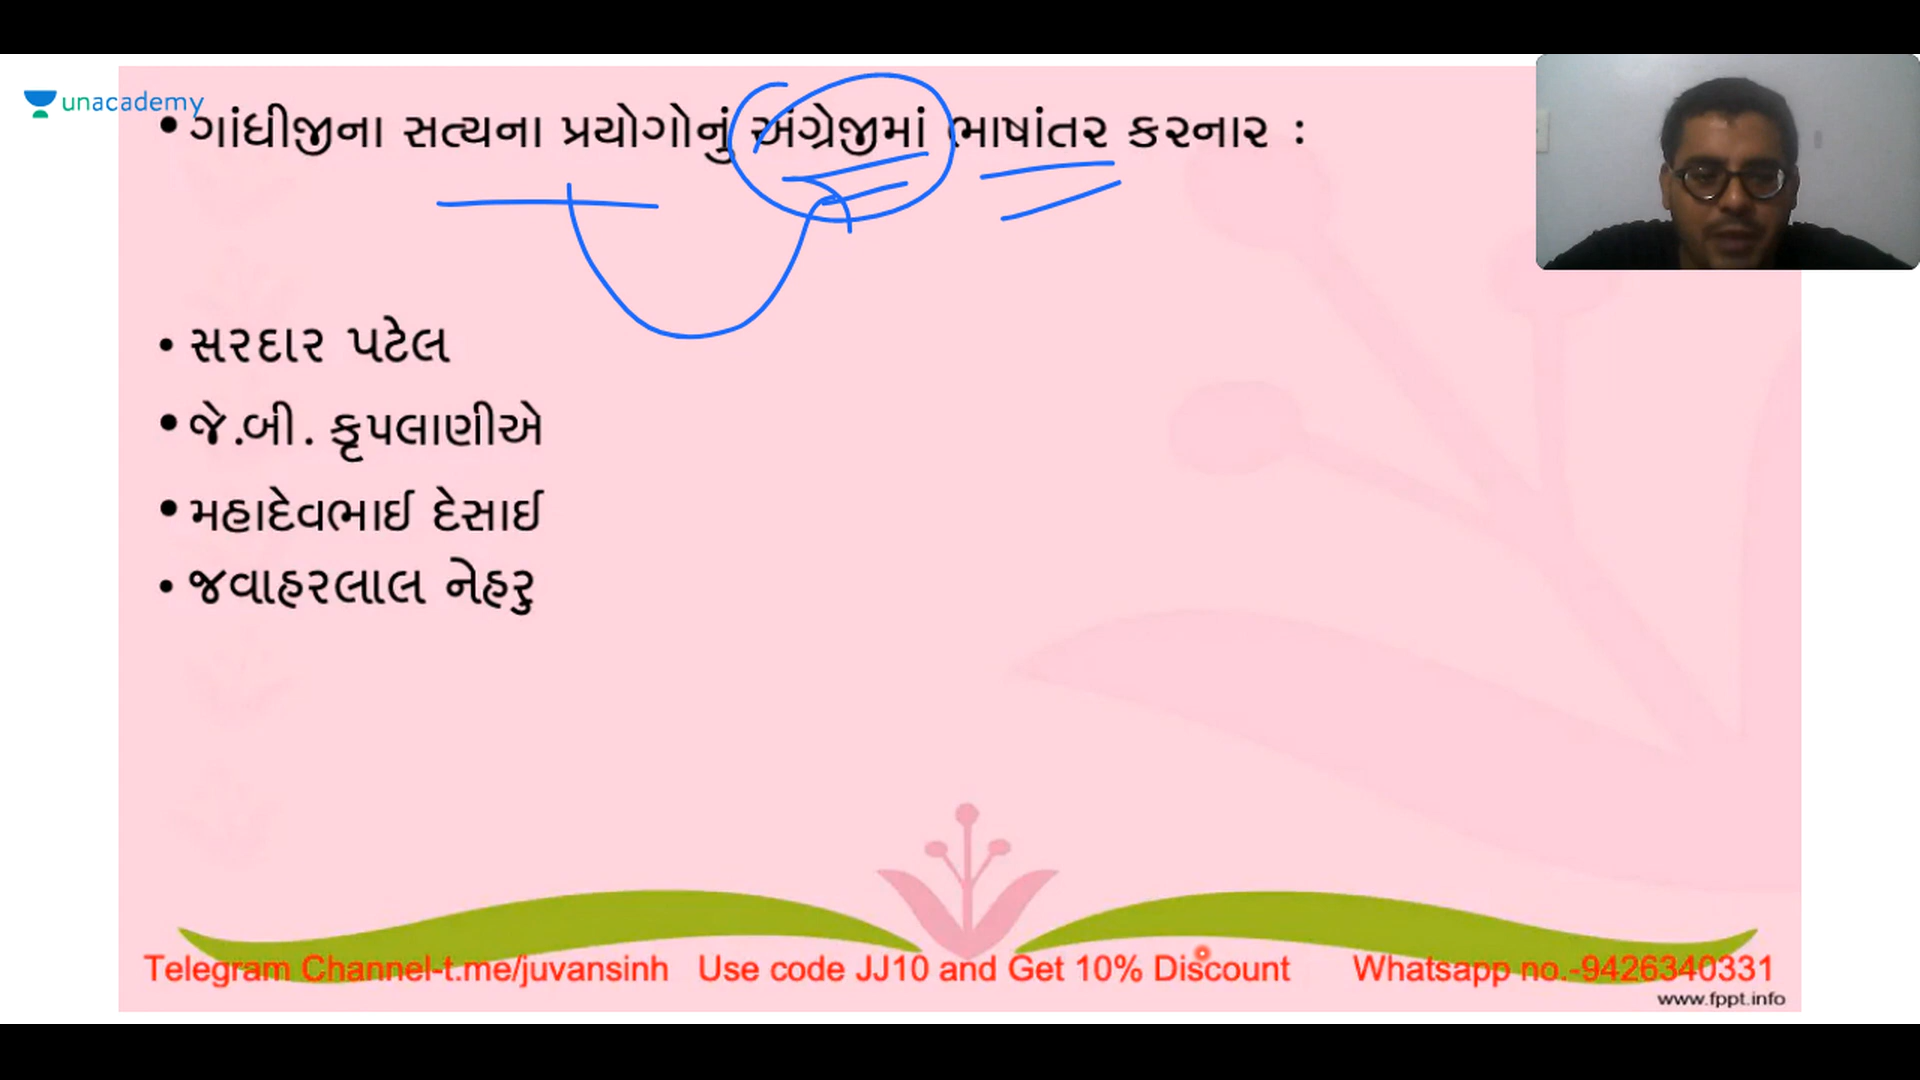 unacademy
• ગાંધીજીના સત્યના પ્રયોગોનું અંગ્રેજીમાં ભાષાંતર કરનાર :
• સરદાર પટેલ
• જે.બી. કૃપલાણીએ
• મહાદેવભાઈ દેસાઈ
• જવાહરલાલ નેહરુ
Telegram Channel-t.me/juvansinh Use code JJ10 and Get 10% Discount Whatsapp no.-9426340331
www.fppt.info